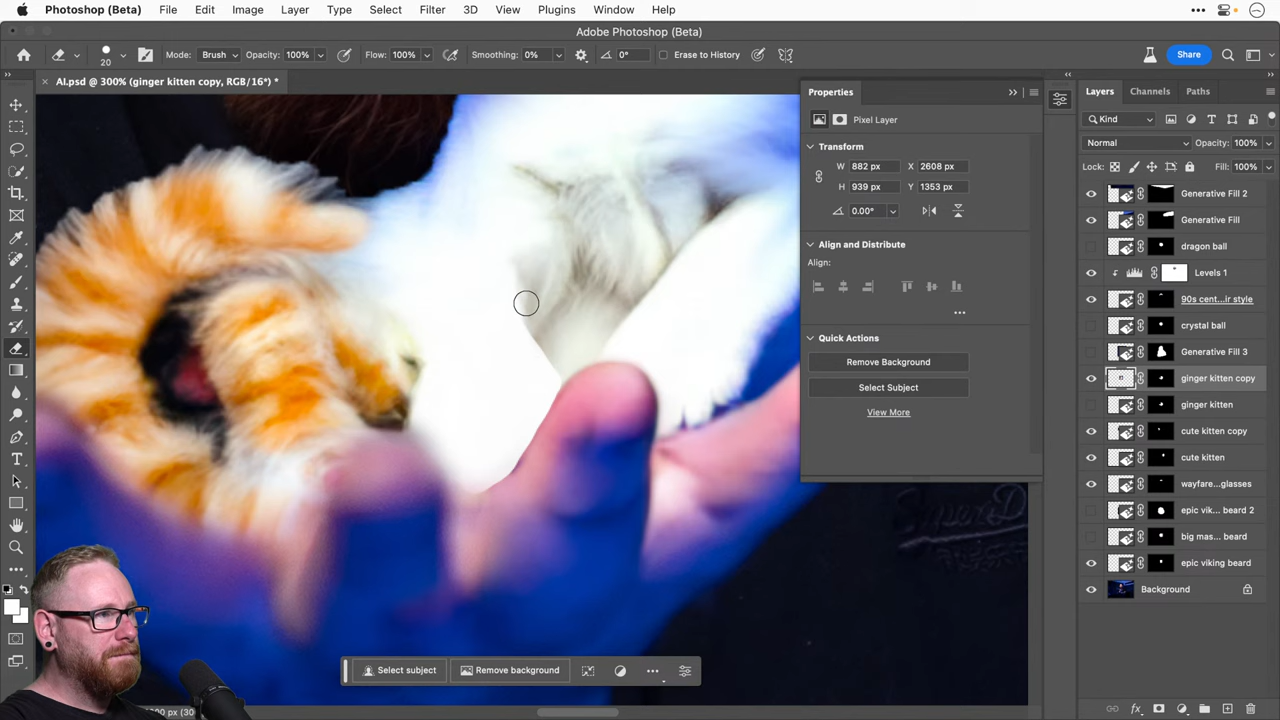 Photoshop (Beta) File Edit Image Layer Type Select Filter 3D View Plugins Window Help
Adobe Photoshop (Beta)
20 Mode: Brush Opacity: 100% Flow: 100% Smoothing: 0% 0° Erase to History Share
AI.psd @ 300% (ginger kitten copy, RGB/16*) *
Properties
Pixel Layer
Transform
W 882 px X 2608 px
H 939 px Y 1353 px
0.00°
Align and Distribute
Align:
Quick Actions
Remove Background
Select Subject
View More
Layers Channels Paths
Kind
Normal Opacity: 100%
Lock: Fill: 100%
Generative Fill 2
Generative Fill
dragon ball
Levels 1
90s cent...ir style
crystal ball
Generative Fill 3
ginger kitten copy
ginger kitten
cute kitten copy
cute kitten
wayfare...glasses
epic vik... beard 2
big mas... beard
epic viking beard
Background
Select subject Remove background